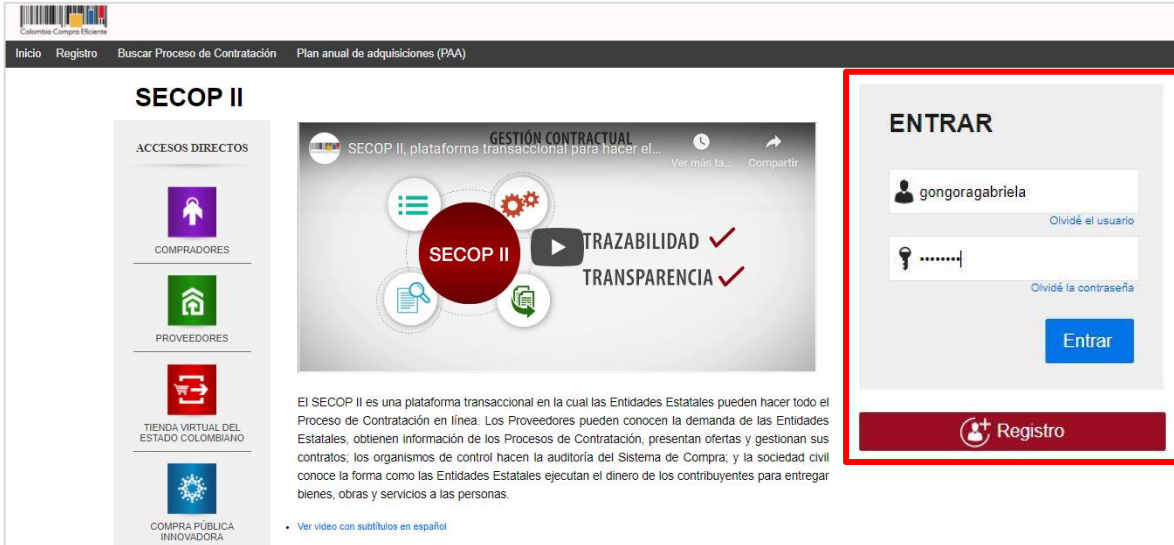 Colombia Compra Eficiente
Inicio Registro Buscar Proceso de Contratación Plan anual de adquisiciones (PAA)
SECOP II
ACCESOS DIRECTOS
COMPRADORES
PROVEEDORES
TIENDA VIRTUAL DEL
ESTADO COLOMBIANO
COMPRA PÚBLICA
INNOVADORA
GESTIÓN CONTRACTUAL
SECOP II, plataforma transaccional para hacer el...
Ver más ta... Compartir
SECOP II
TRAZABILIDAD
TRANSPARENCIA
El SECOP II es una plataforma transaccional en la cual las Entidades Estatales pueden hacer todo el
Proceso de Contratación en línea. Los Proveedores pueden conocer la demanda de las Entidades
Estatales, obtienen información de los Procesos de Contratación, presentan ofertas y gestionan sus
contratos; los organismos de control hacen la auditoría del Sistema de Compra; y la sociedad civil
conoce la forma como las Entidades Estatales ejecutan el dinero de los contribuyentes para entregar
bienes, obras y servicios a las personas.
Ver video con subtítulos en español
ENTRAR
gongoragabriela
Olvidé el usuario
••••••••
Olvidé la contraseña
Entrar
Registro